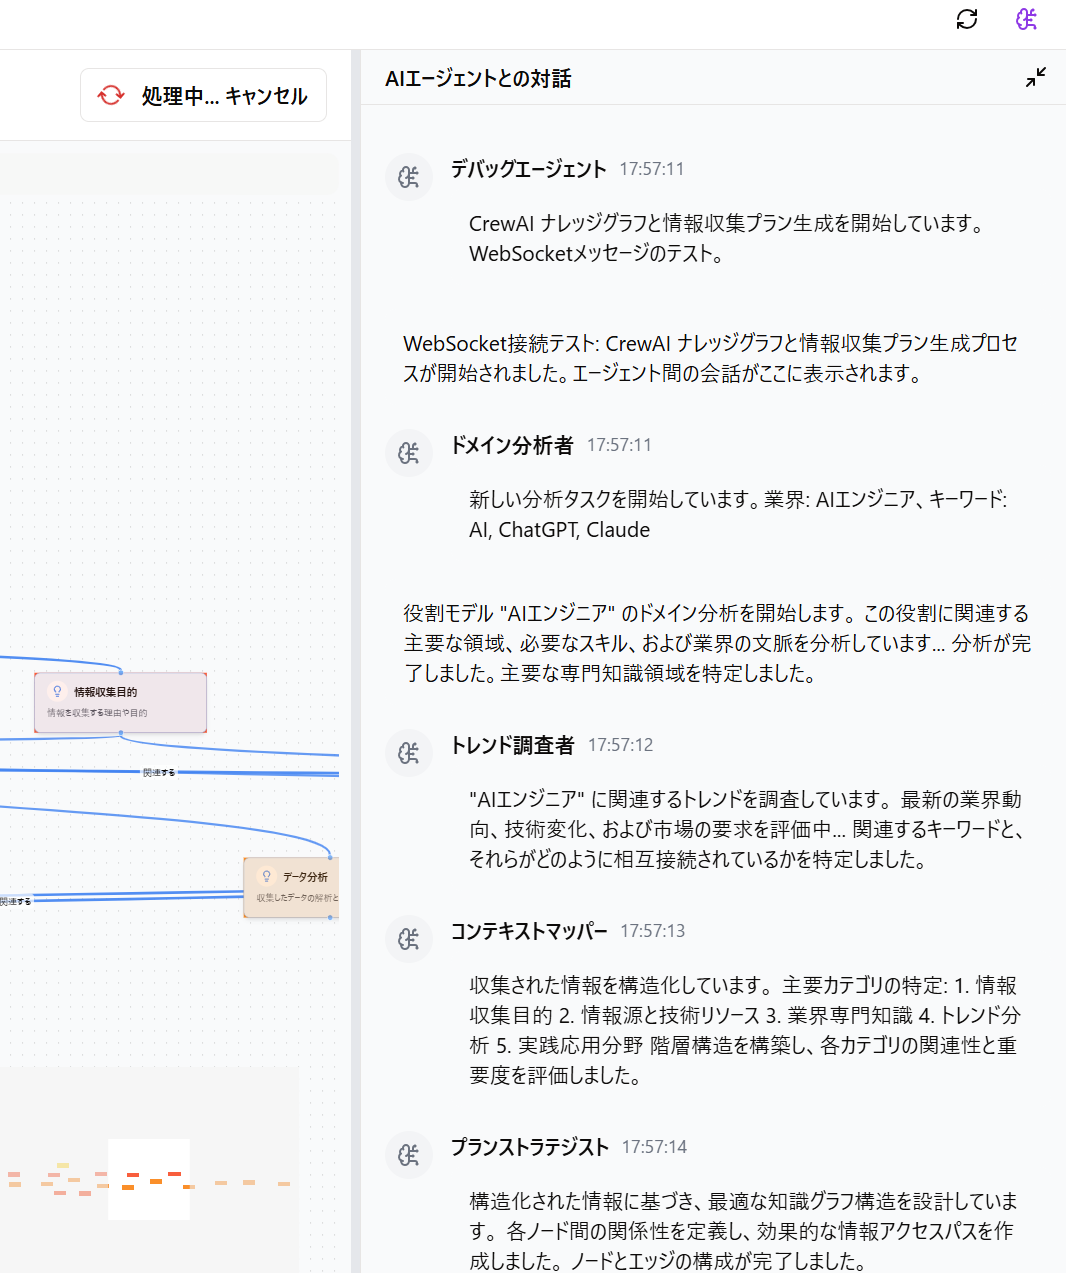 処理中... キャンセル
AIエージェントとの対話
デバッグエージェント 17:57:11
CrewAI ナレッジグラフと情報収集プラン生成を開始しています。
WebSocketメッセージのテスト。
WebSocket接続テスト: CrewAI ナレッジグラフと情報収集プラン生成プロセ
スが開始されました。エージェント間の会話がここに表示されます。
ドメイン分析者 17:57:11
新しい分析タスクを開始しています。業界: AIエンジニア、キーワード:
AI, ChatGPT, Claude
役割モデル "AIエンジニア" のドメイン分析を開始します。この役割に関連する
主要な領域、必要なスキル、および業界の文脈を分析しています... 分析が完
了しました。主要な専門知識領域を特定しました。
トレンド調査者 17:57:12
"AIエンジニア" に関連するトレンドを調査しています。最新の業界動
向、技術変化、および市場の要求を評価中... 関連するキーワードと、
それらがどのように相互接続されているかを特定しました。
コンテキストマッパー 17:57:13
収集された情報を構造化しています。主要カテゴリの特定: 1. 情報
収集目的 2. 情報源と技術リソース 3. 業界専門知識 4. トレンド分
析 5. 実践応用分野 階層構造を構築し、各カテゴリの関連性と重
要度を評価しました。
プランストラテジスト 17:57:14
構造化された情報に基づき、最適な知識グラフ構造を設計していま
す。各ノード間の関係性を定義し、効果的な情報アクセスパスを作
成しました。ノードとエッジの構成が完了しました。
情報収集目的
情報を収集する理由や目的
関連する
データ分析
収集したデータの解析と
関連する